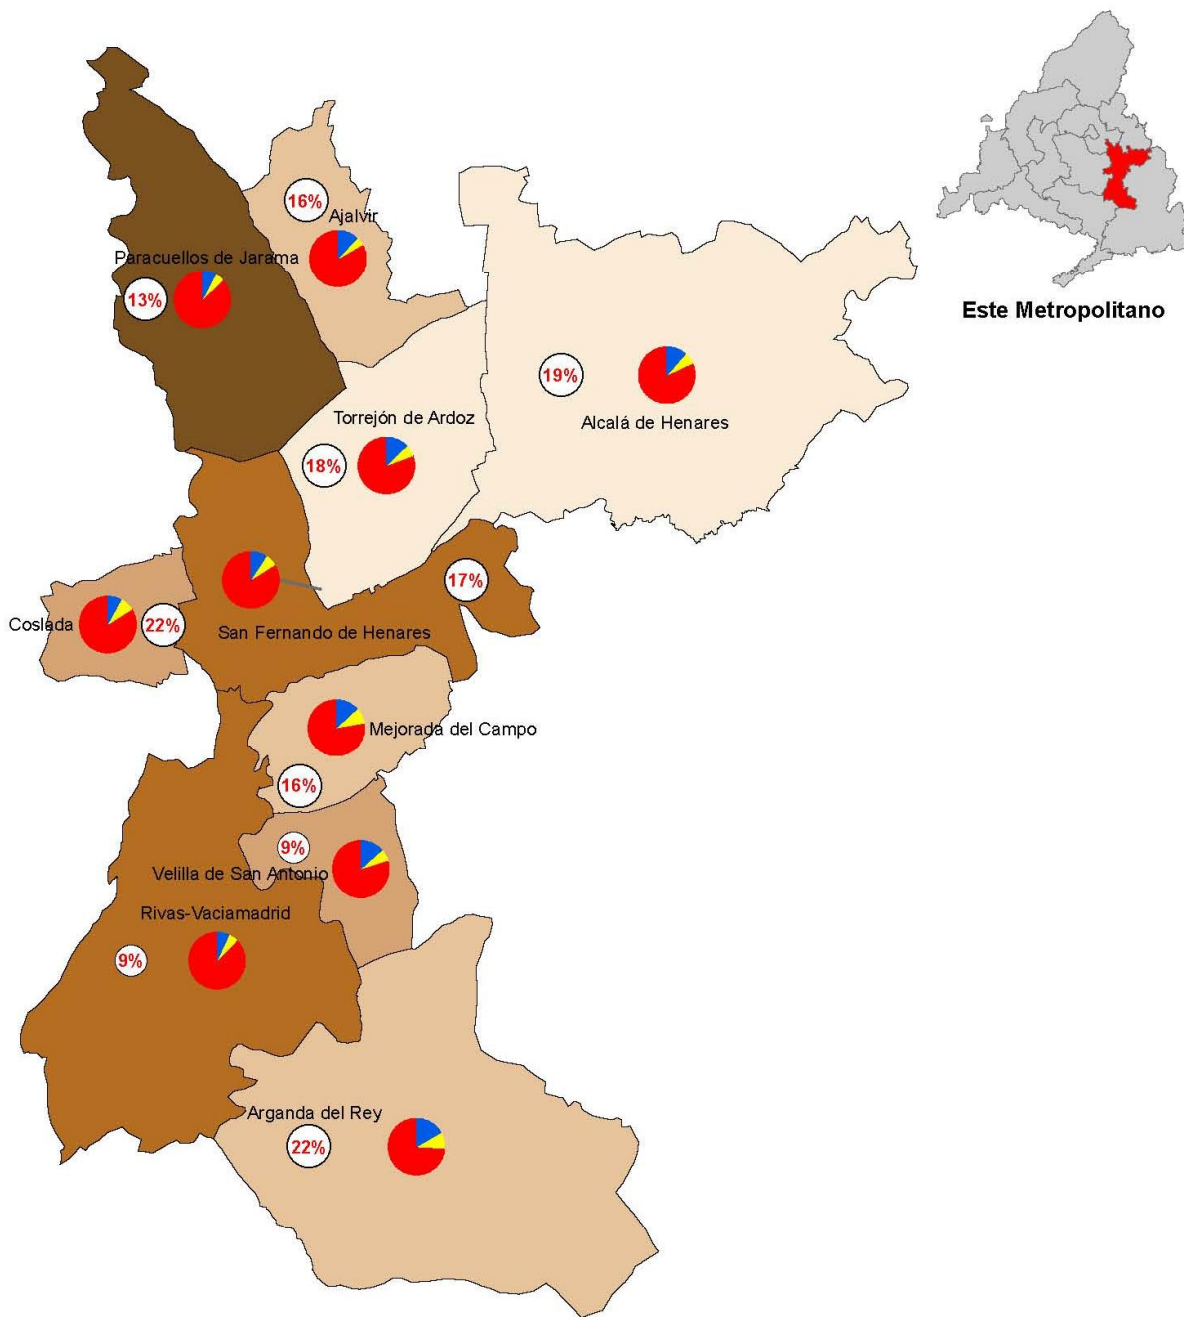 16%
Ajalvir
Paracuellos de Jarama
13%
Este Metropolitano
19%
Alcalá de Henares
Torrejón de Ardoz
18%
17%
Coslada
22%
San Fernando de Henares
Mejorada del Campo
16%
9%
Velilla de San Antonio
Rivas-Vaciamadrid
9%
Arganda del Rey
22%